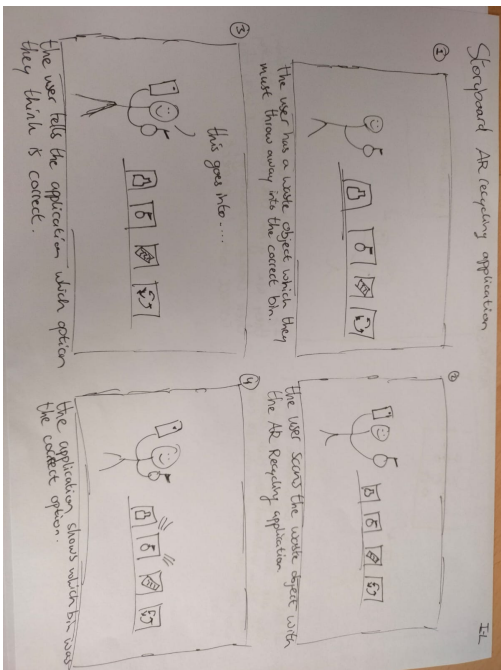 Storyboard AR recycling application
①
the user has a waste object which they
must throw away into the correct bin.
②
the user scans the waste object with
the AR Recycling application
③
this goes into....
the user tells the application which option
they think is correct.
④
the application shows which bin was
the correct option.